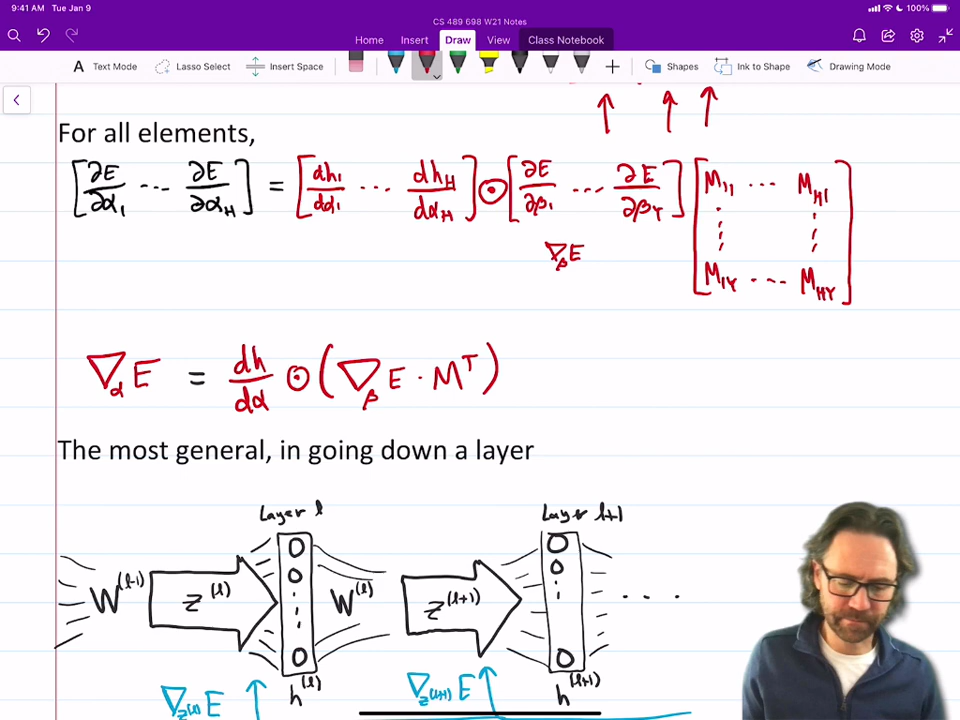 9:41 AM Tue Jan 9
100%
CS 489 698 W21 Notes
Home Insert Draw View Class Notebook
Text Mode Lasso Select Insert Space Shapes Ink to Shape Drawing Mode
For all elements,
[∂E/∂α₁ ··· ∂E/∂α_H] = [dh₁/dα₁ ··· dh_H/dα_H] ⊙ [∂E/∂β₁ ··· ∂E/∂β_Y] [M₁₁ ··· M_H1
⋮ ⋮
M_1Y ··· M_HY]
∇_β E
∇_α E = dh/dα ⊙ (∇_β E · Mᵀ)
The most general, in going down a layer
Layer l Layer l+1
W^(l-1) z^(l) W^(l) z^(l+1) ...
h^(l) h^(l+1)
∇_z^(l) E ∇_z^(l+1) E